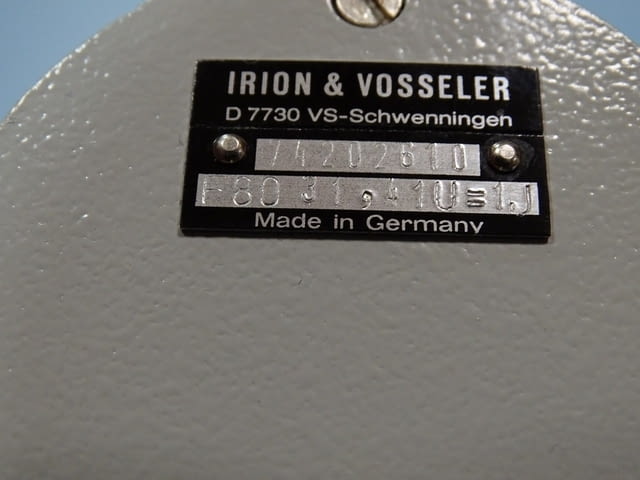 IRION & VOSSELER
D 7730 VS-Schwenningen
74202610
F80 31,41U=1J
Made in Germany